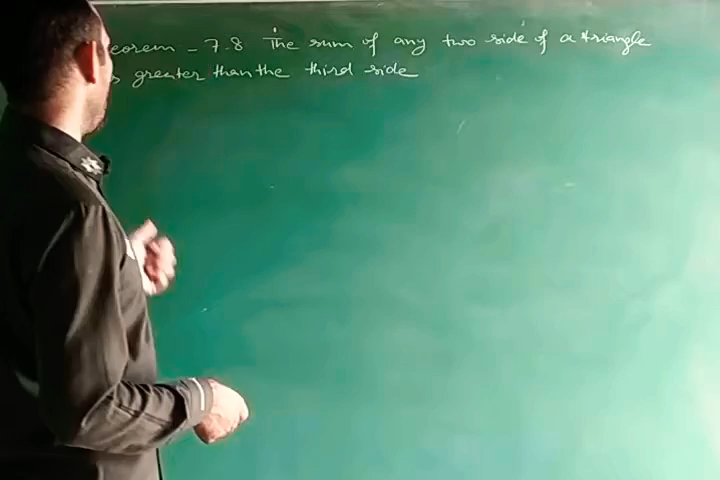 eorem - 7.8 The sum of any two side of a triangle
s greater than the third side